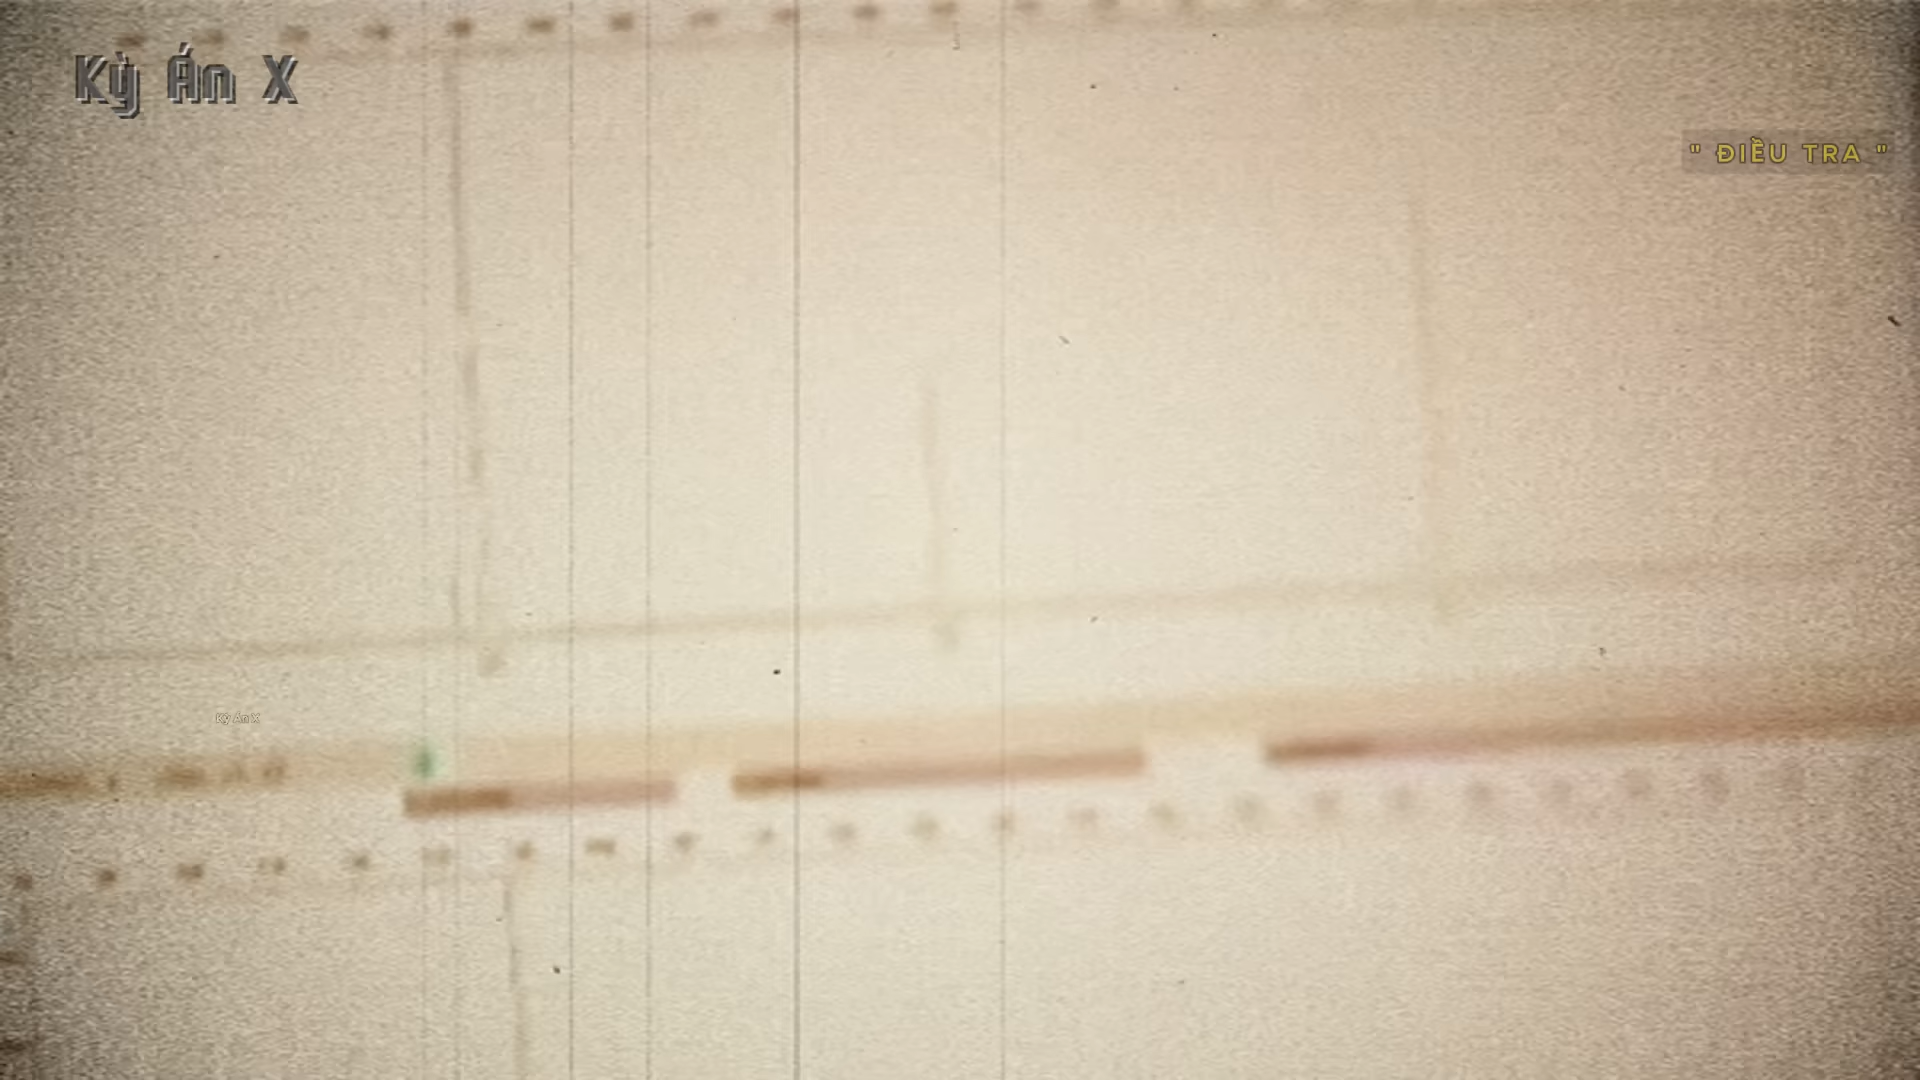 Kỳ Án X
" ĐIỀU TRA "
Kỳ Án X